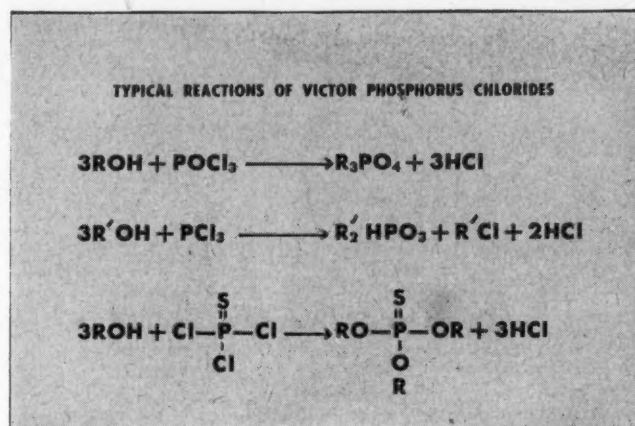 TYPICAL REACTIONS OF VICTOR PHOSPHORUS CHLORIDES
3ROH + POCl₃ ⟶ R₃PO₄ + 3HCl
3R′OH + PCl₃ ⟶ R₂′HPO₃ + R′Cl + 2HCl
S S
3ROH + Cl—P—Cl ⟶ RO—P—OR + 3HCl
Cl O
R